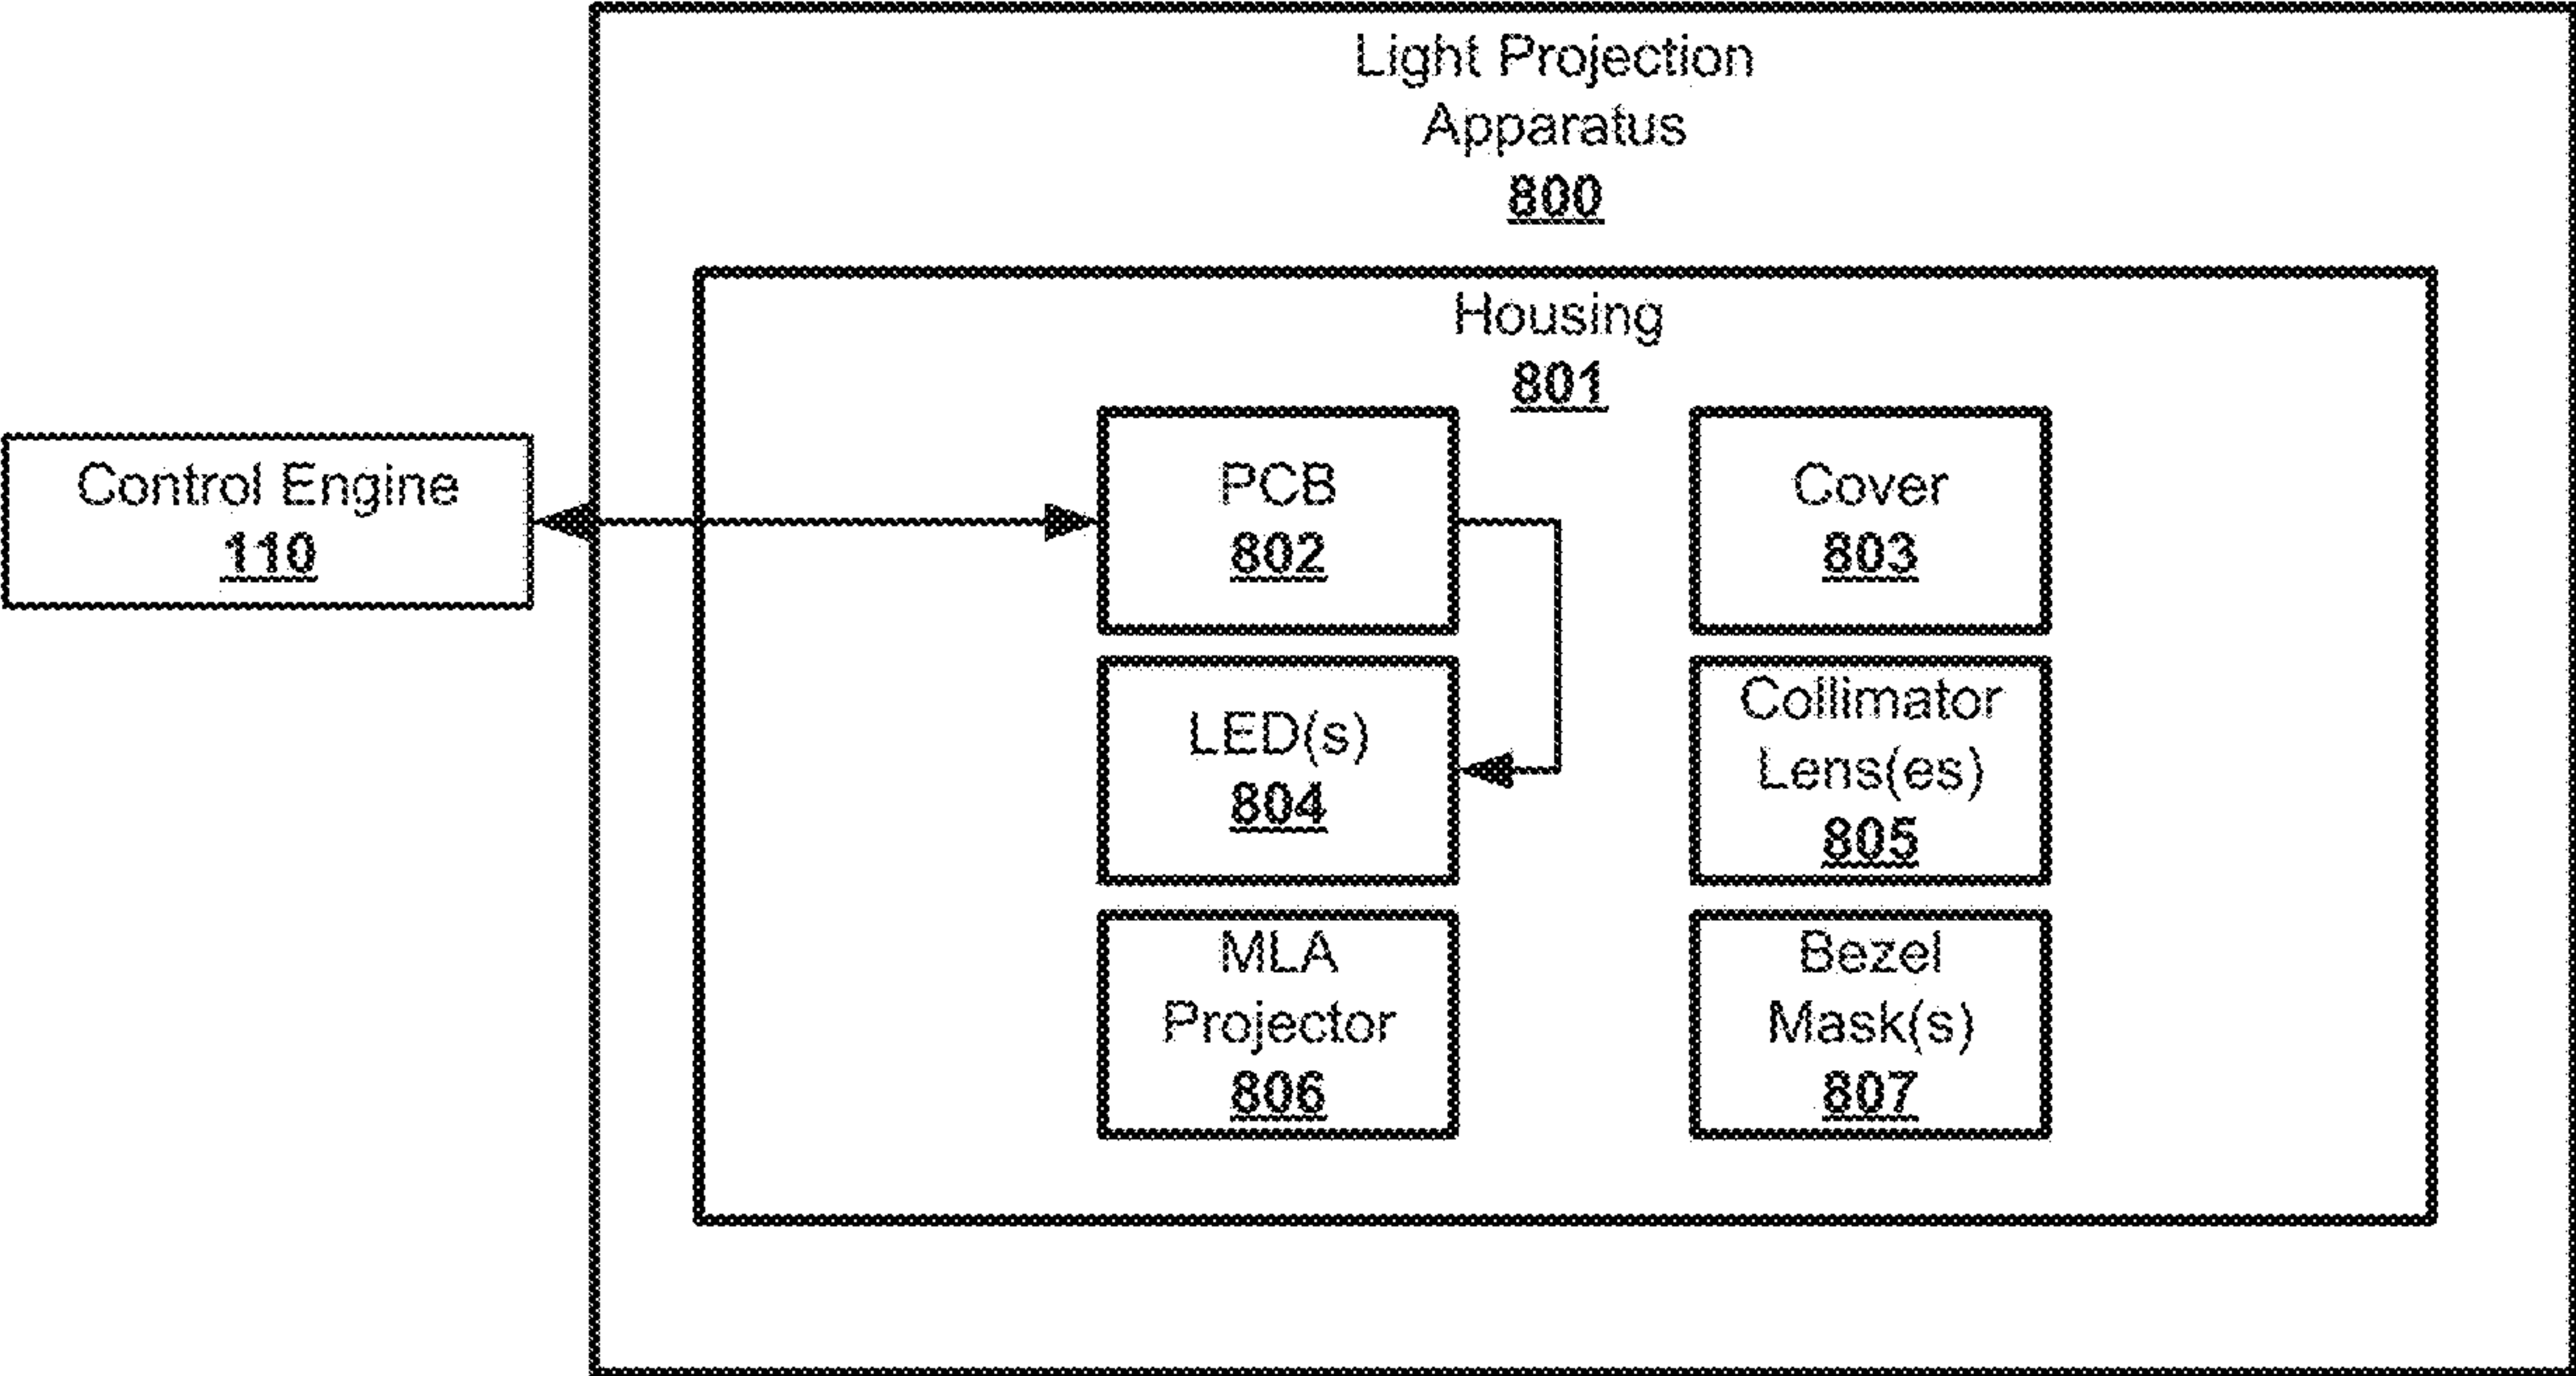 Light Projection
Apparatus
800
Housing
801
Control Engine
110
PCB
802
Cover
803
LED(s)
804
Collimator
Lens(es)
805
MLA
Projector
806
Bezel
Mask(s)
807